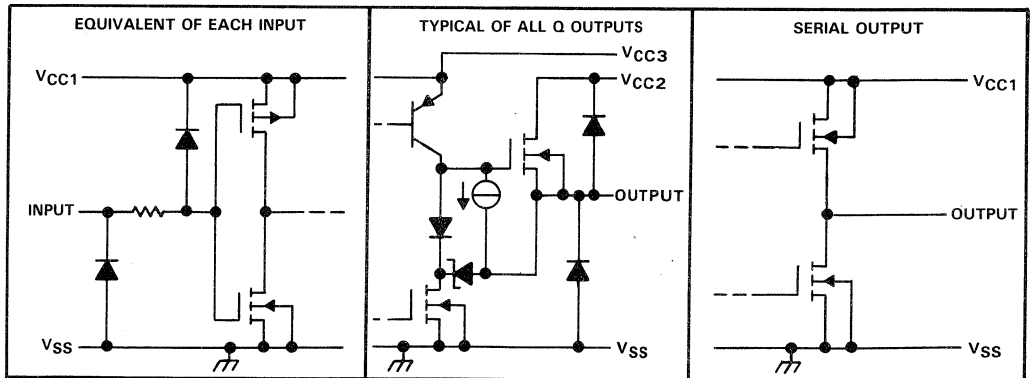 EQUIVALENT OF EACH INPUT
VCC1
INPUT
VSS
TYPICAL OF ALL Q OUTPUTS
VCC3
VCC2
OUTPUT
VSS
SERIAL OUTPUT
VCC1
OUTPUT
VSS